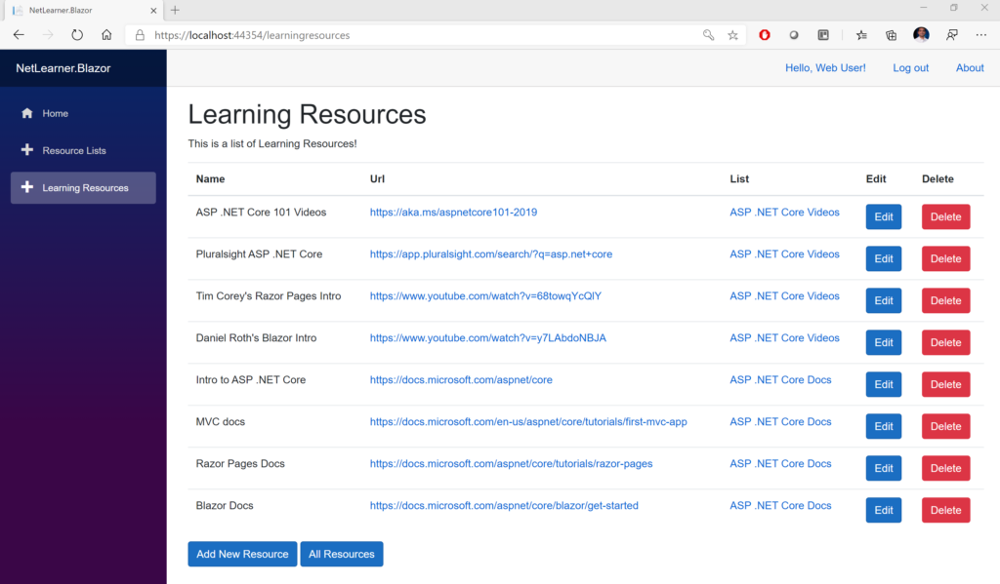 NetLearner.Blazor
https://localhost:44354/learningresources
NetLearner.Blazor
Hello, Web User! Log out About
Home
Resource Lists
Learning Resources
Learning Resources
This is a list of Learning Resources!
Name Url List Edit Delete
ASP .NET Core 101 Videos https://aka.ms/aspnetcore101-2019 ASP .NET Core Videos Edit Delete
Pluralsight ASP .NET Core https://app.pluralsight.com/search/?q=asp.net+core ASP .NET Core Videos Edit Delete
Tim Corey's Razor Pages Intro https://www.youtube.com/watch?v=68towqYcQlY ASP .NET Core Videos Edit Delete
Daniel Roth's Blazor Intro https://www.youtube.com/watch?v=y7LAbdoNBJA ASP .NET Core Videos Edit Delete
Intro to ASP .NET Core https://docs.microsoft.com/aspnet/core ASP .NET Core Docs Edit Delete
MVC docs https://docs.microsoft.com/en-us/aspnet/core/tutorials/first-mvc-app ASP .NET Core Docs Edit Delete
Razor Pages Docs https://docs.microsoft.com/aspnet/core/tutorials/razor-pages ASP .NET Core Docs Edit Delete
Blazor Docs https://docs.microsoft.com/aspnet/core/blazor/get-started ASP .NET Core Docs Edit Delete
Add New Resource All Resources